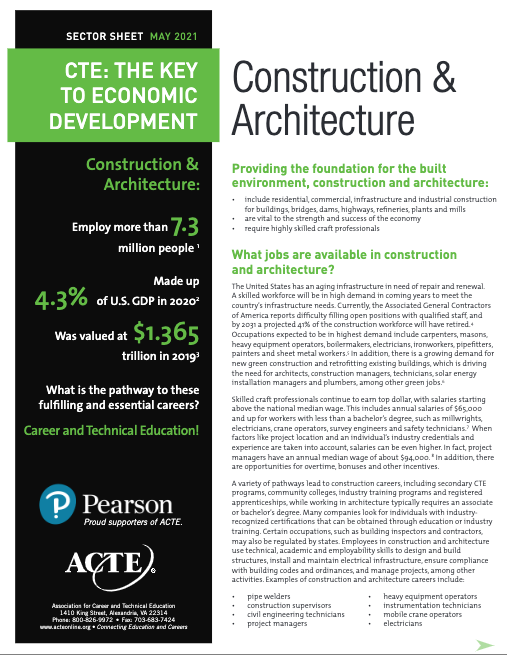 SECTOR SHEET MAY 2021
CTE: THE KEY
TO ECONOMIC
DEVELOPMENT
Construction &
Architecture:
Employ more than 7.3
million people ¹
Made up
4.3% of U.S. GDP in 2020²
Was valued at $1.365
trillion in 2019³
What is the pathway to these
fulfilling and essential careers?
Career and Technical Education!
Pearson
Proud supporters of ACTE.
ACTE®
Association for Career and Technical Education
1410 King Street, Alexandria, VA 22314
Phone: 800-826-9972 • Fax: 703-683-7424
www.acteonline.org • Connecting Education and Careers
Construction &
Architecture
Providing the foundation for the built
environment, construction and architecture:
• include residential, commercial, infrastructure and industrial construction
for buildings, bridges, dams, highways, refineries, plants and mills
• are vital to the strength and success of the economy
• require highly skilled craft professionals
What jobs are available in construction
and architecture?
The United States has an aging infrastructure in need of repair and renewal.
A skilled workforce will be in high demand in coming years to meet the
country's infrastructure needs. Currently, the Associated General Contractors
of America reports difficulty filling open positions with qualified staff, and
by 2031 a projected 41% of the construction workforce will have retired.⁴
Occupations expected to be in highest demand include carpenters, masons,
heavy equipment operators, boilermakers, electricians, ironworkers, pipefitters,
painters and sheet metal workers.⁵ In addition, there is a growing demand for
new green construction and retrofitting existing buildings, which is driving
the need for architects, construction managers, technicians, solar energy
installation managers and plumbers, among other green jobs.⁶
Skilled craft professionals continue to earn top dollar, with salaries starting
above the national median wage. This includes annual salaries of $65,000
and up for workers with less than a bachelor's degree, such as millwrights,
electricians, crane operators, survey engineers and safety technicians.⁷ When
factors like project location and an individual's industry credentials and
experience are taken into account, salaries can be even higher. In fact, project
managers have an annual median wage of about $94,000. ⁸ In addition, there
are opportunities for overtime, bonuses and other incentives.
A variety of pathways lead to construction careers, including secondary CTE
programs, community colleges, industry training programs and registered
apprenticeships, while working in architecture typically requires an associate
or bachelor's degree. Many companies look for individuals with industry-
recognized certifications that can be obtained through education or industry
training. Certain occupations, such as building inspectors and contractors,
may also be regulated by states. Employees in construction and architecture
use technical, academic and employability skills to design and build
structures, install and maintain electrical infrastructure, ensure compliance
with building codes and ordinances, and manage projects, among other
activities. Examples of construction and architecture careers include:
• pipe welders
• construction supervisors
• civil engineering technicians
• project managers
• heavy equipment operators
• instrumentation technicians
• mobile crane operators
• electricians